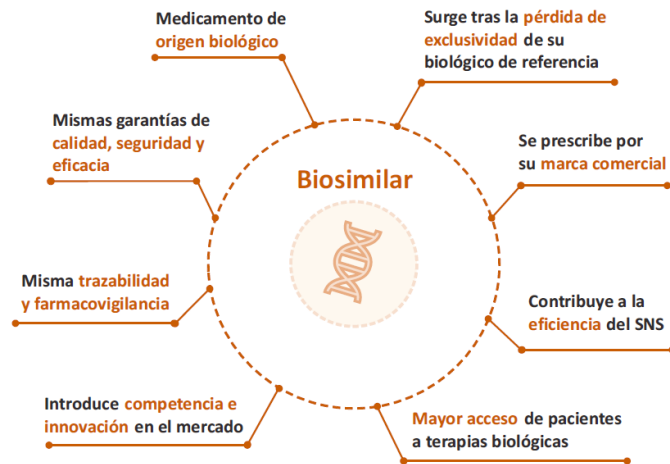 Medicamento de
origen biológico
Surge tras la pérdida de
exclusividad de su
biológico de referencia
Mismas garantías de
calidad, seguridad y
eficacia
Se prescribe por
su marca comercial
Biosimilar
Misma trazabilidad
y farmacovigilancia
Contribuye a la
eficiencia del SNS
Introduce competencia e
innovación en el mercado
Mayor acceso de pacientes
a terapias biológicas